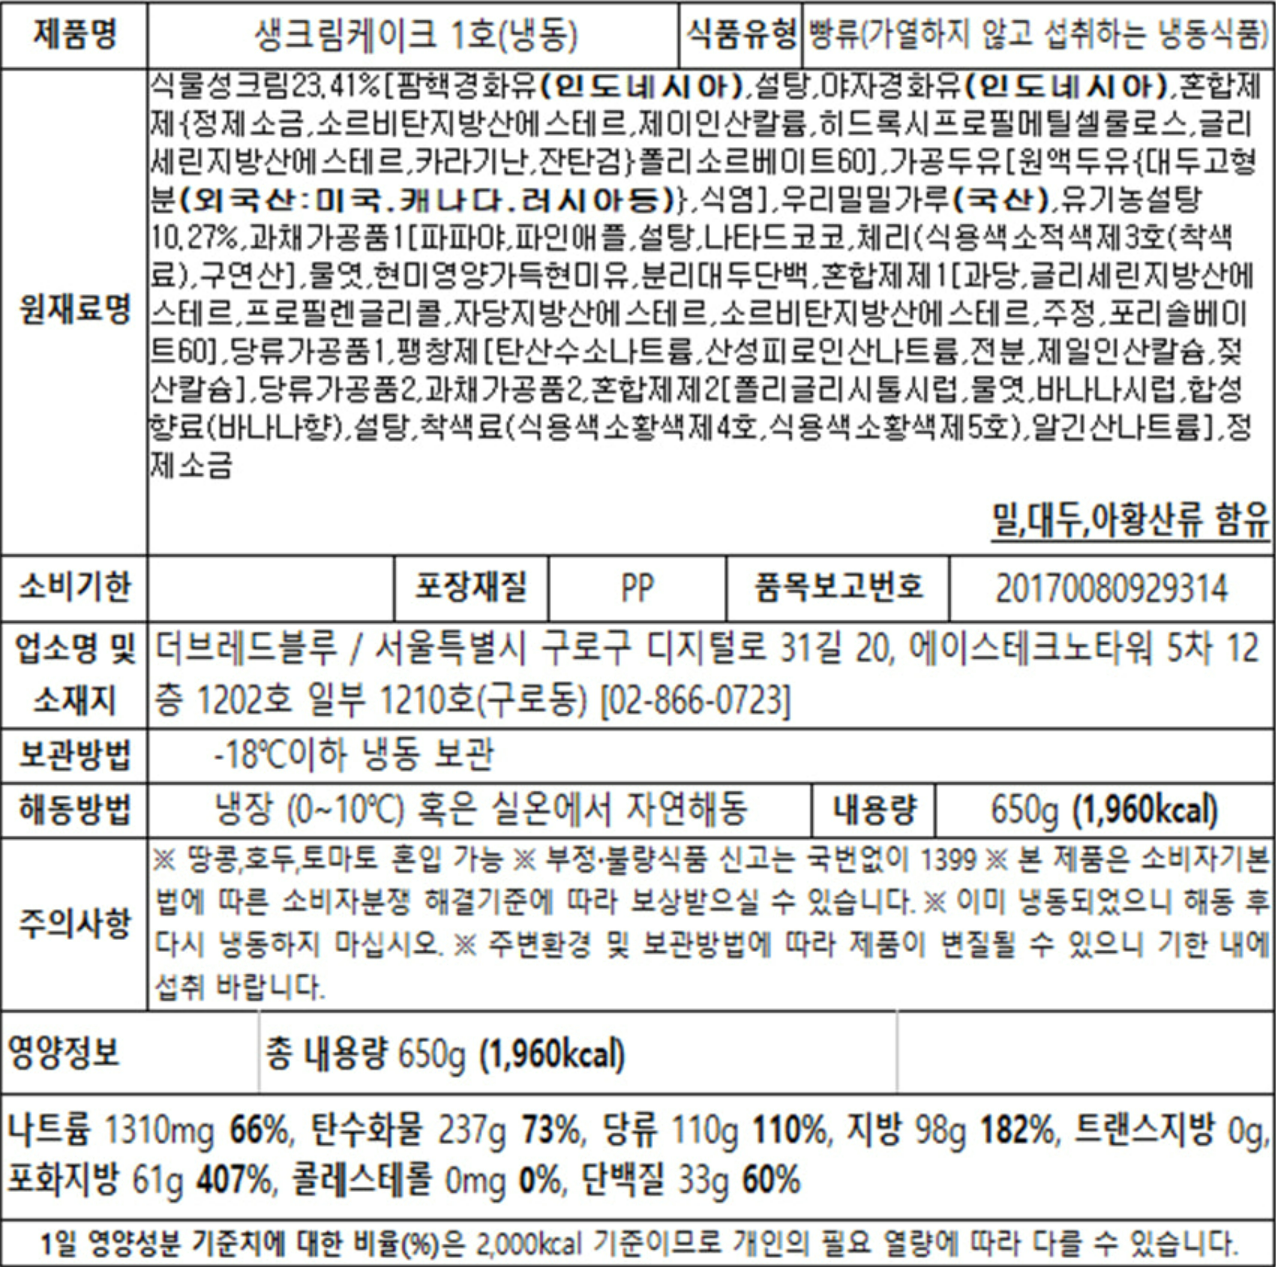 제품명 생크림케이크 1호(냉동) 식품유형 빵류(가열하지 않고 섭취하는 냉동식품)
원재료명
식물성크림23.41%[팜핵경화유(인도네시아),설탕,야자경화유(인도네시아),혼합제
제{정제소금,소르비탄지방산에스테르,제이인산칼륨,히드록시프로필메틸셀룰로스,글리
세린지방산에스테르,카라기난,잔탄검}폴리소르베이트60],가공두유[원액두유{대두고형
분(외국산:미국.캐나다.러시아등)},식염],우리밀밀가루(국산),유기농설탕
10.27%,과채가공품1[파파야,파인애플,설탕,나타드코코,체리(식용색소적색제3호(착색
료),구연산],물엿,현미영양가득현미유,분리대두단백,혼합제제1[과당,글리세린지방산에
스테르,프로필렌글리콜,자당지방산에스테르,소르비탄지방산에스테르,주정,포리솔베이
트60],당류가공품1,팽창제[탄산수소나트륨,산성피로인산나트륨,전분,제일인산칼슘,젖
산칼슘],당류가공품2,과채가공품2,혼합제제2[폴리글리시톨시럽,물엿,바나나시럽,합성
향료(바나나향),설탕,착색료(식용색소황색제4호,식용색소황색제5호),알긴산나트륨],정
제소금
밀,대두,아황산류 함유
소비기한 포장재질 PP 품목보고번호 20170080929314
업소명 및 더브레드블루 / 서울특별시 구로구 디지털로 31길 20, 에이스테크노타워 5차 12
소재지 층 1202호 일부 1210호(구로동) [02-866-0723]
보관방법 -18℃이하 냉동 보관
해동방법 냉장 (0~10℃) 혹은 실온에서 자연해동 내용량 650g (1,960kcal)
주의사항
※ 땅콩,호두,토마토 혼입 가능 ※ 부정·불량식품 신고는 국번없이 1399 ※ 본 제품은 소비자기본
법에 따른 소비자분쟁 해결기준에 따라 보상받으실 수 있습니다. ※ 이미 냉동되었으니 해동 후
다시 냉동하지 마십시오. ※ 주변환경 및 보관방법에 따라 제품이 변질될 수 있으니 기한 내에
섭취 바랍니다.
영양정보 총 내용량 650g (1,960kcal)
나트륨 1310mg 66%, 탄수화물 237g 73%, 당류 110g 110%, 지방 98g 182%, 트랜스지방 0g,
포화지방 61g 407%, 콜레스테롤 0mg 0%, 단백질 33g 60%
1일 영양성분 기준치에 대한 비율(%)은 2,000kcal 기준이므로 개인의 필요 열량에 따라 다를 수 있습니다.